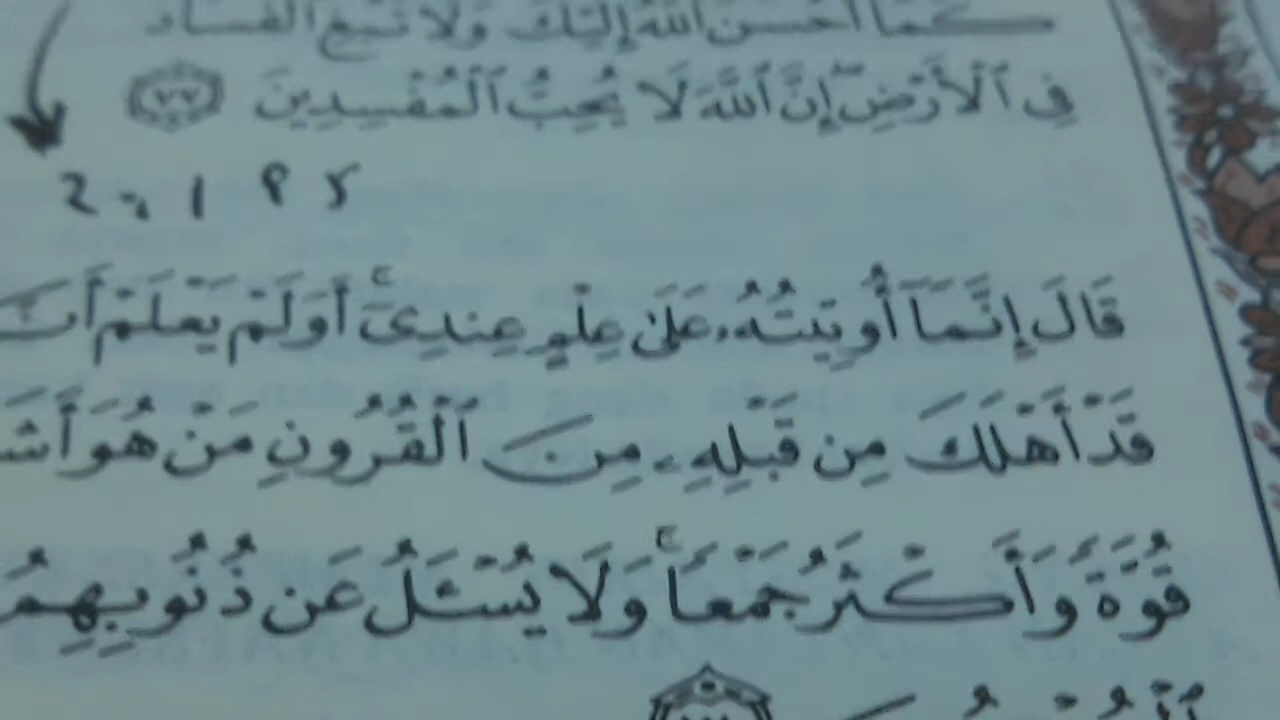 كَمَا أَحْسَنَ ٱللَّهُ إِلَيْكَ وَلَا تَبْغِ ٱلْفَسَادَ
فِى ٱلْأَرْضِ إِنَّ ٱللَّهَ لَا يُحِبُّ ٱلْمُفْسِدِينَ ٧٧
قَالَ إِنَّمَآ أُوتِيتُهُۥ عَلَىٰ عِلْمٍ عِندِىٓ ۚ أَوَلَمْ يَعْلَمْ أَنَّ
قَدْ أَهْلَكَ مِن قَبْلِهِۦ مِنَ ٱلْقُرُونِ مَنْ هُوَ أَشَ
قُوَّةً وَأَكْثَرُ جَمْعًا ۚ وَلَا يُسْـَٔلُ عَن ذُنُوبِهِمُ